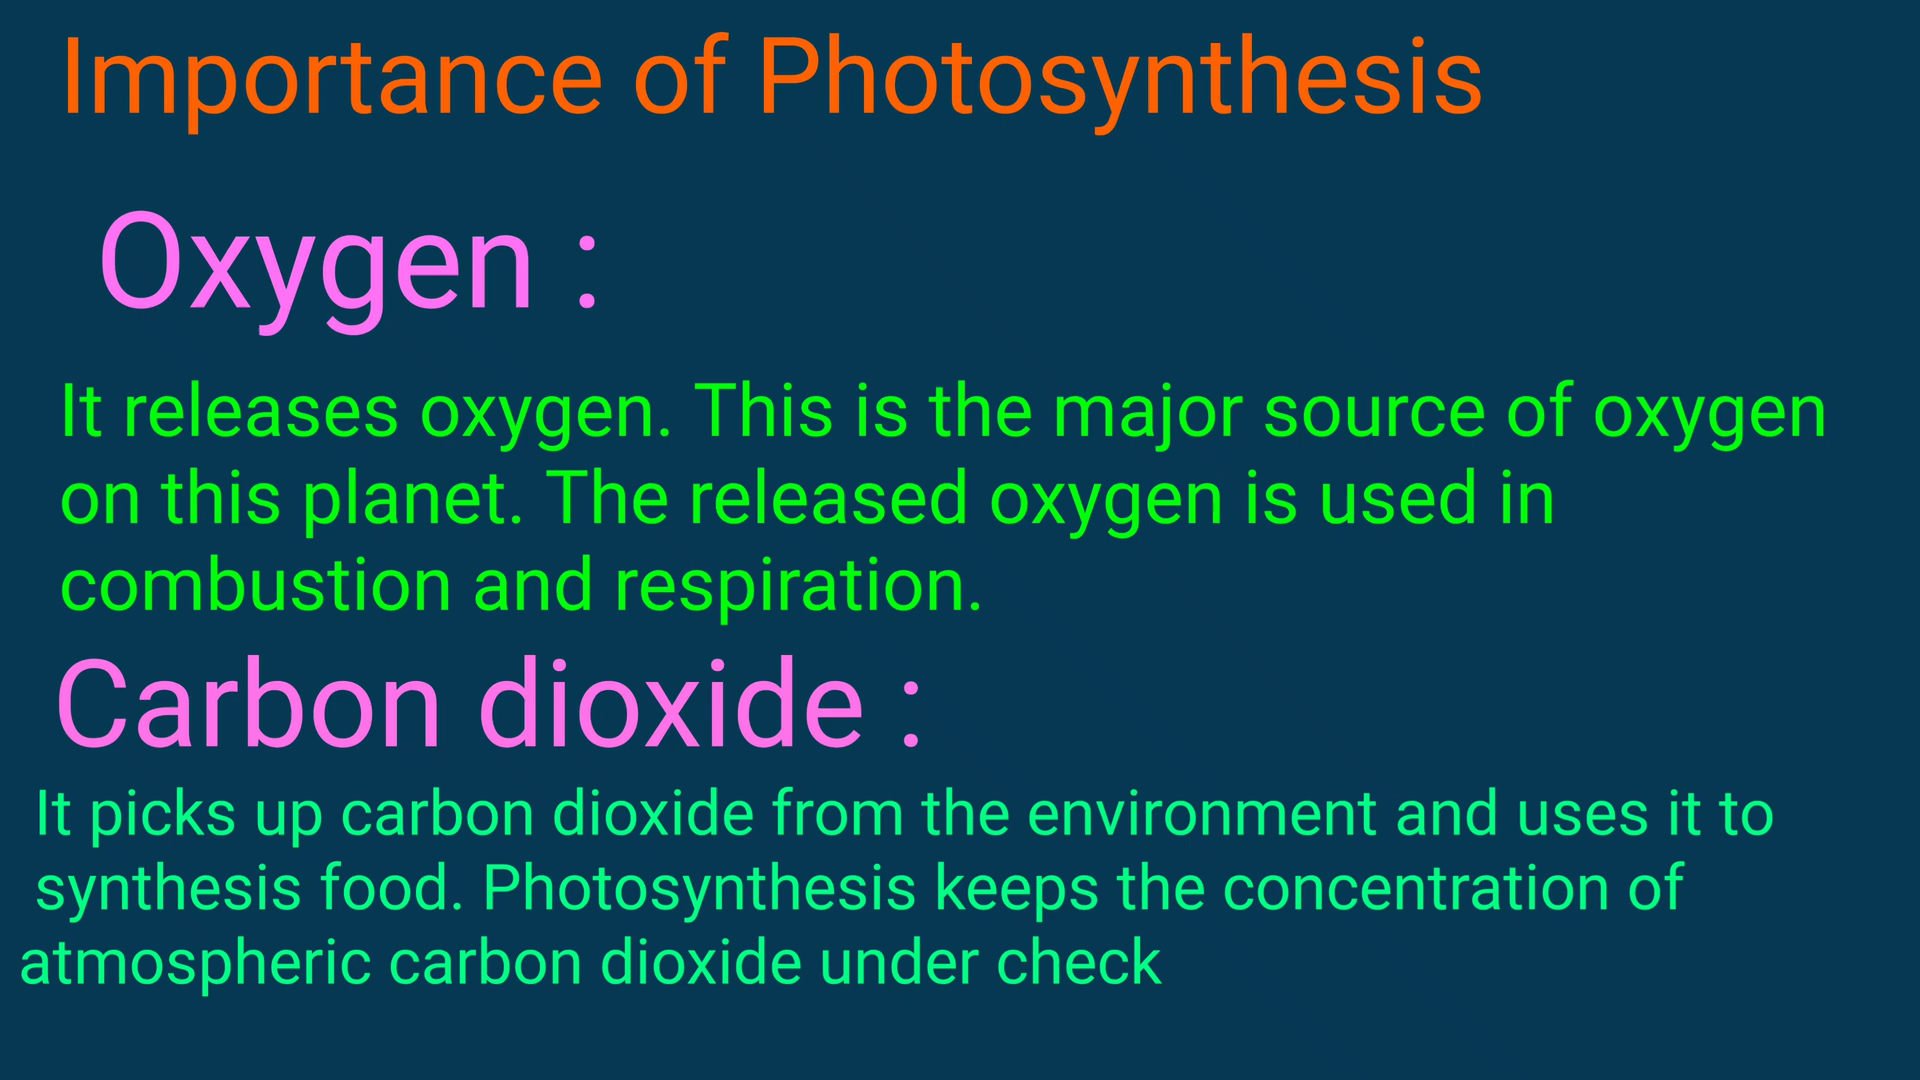 Importance of Photosynthesis
Oxygen :
It releases oxygen. This is the major source of oxygen
on this planet. The released oxygen is used in
combustion and respiration.
Carbon dioxide :
It picks up carbon dioxide from the environment and uses it to
synthesis food. Photosynthesis keeps the concentration of
atmospheric carbon dioxide under check